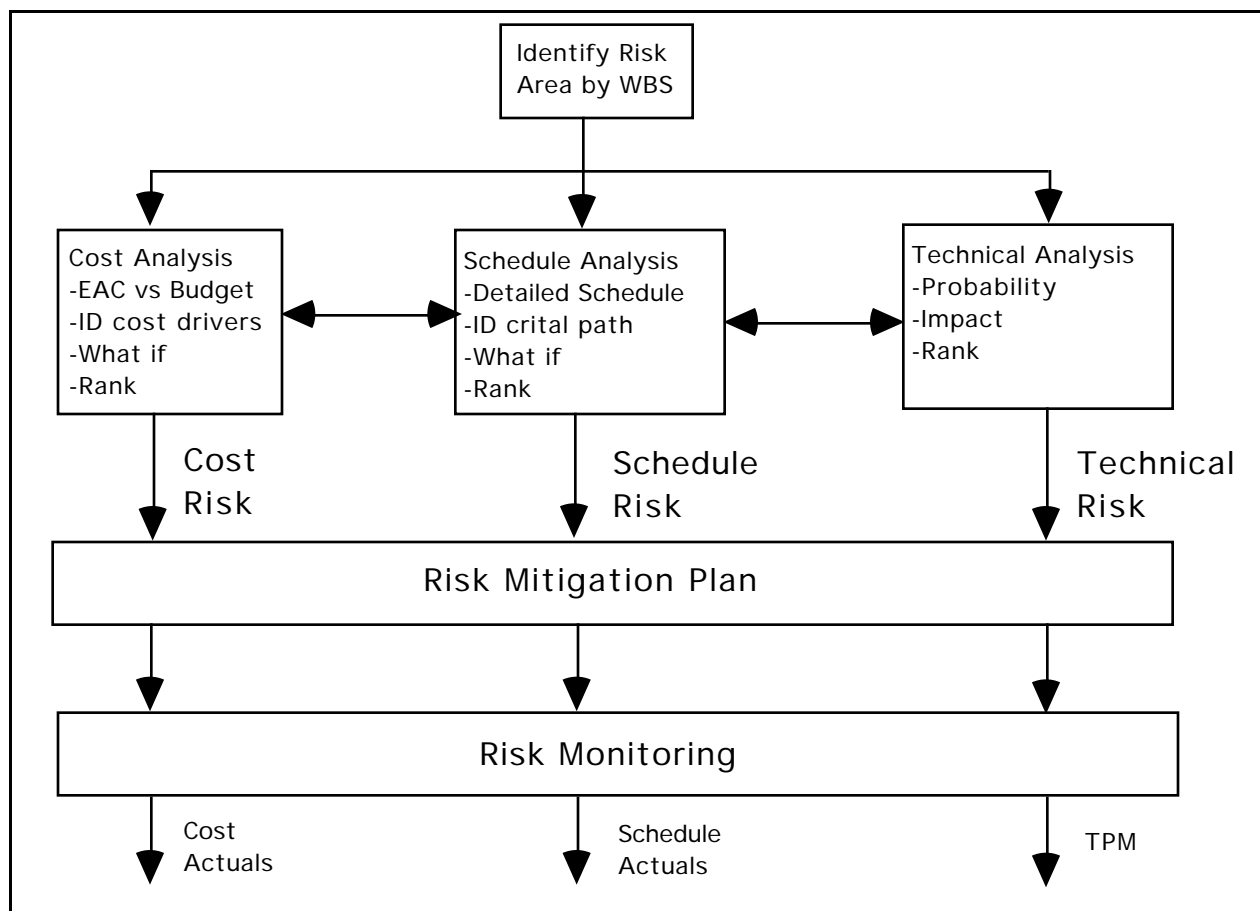 Identify Risk
Area by WBS
Cost Analysis
-EAC vs Budget
-ID cost drivers
-What if
-Rank
Schedule Analysis
-Detailed Schedule
-ID crital path
-What if
-Rank
Technical Analysis
-Probability
-Impact
-Rank
Cost
Risk
Schedule
Risk
Technical
Risk
Risk Mitigation Plan
Risk Monitoring
Cost
Actuals
Schedule
Actuals
TPM